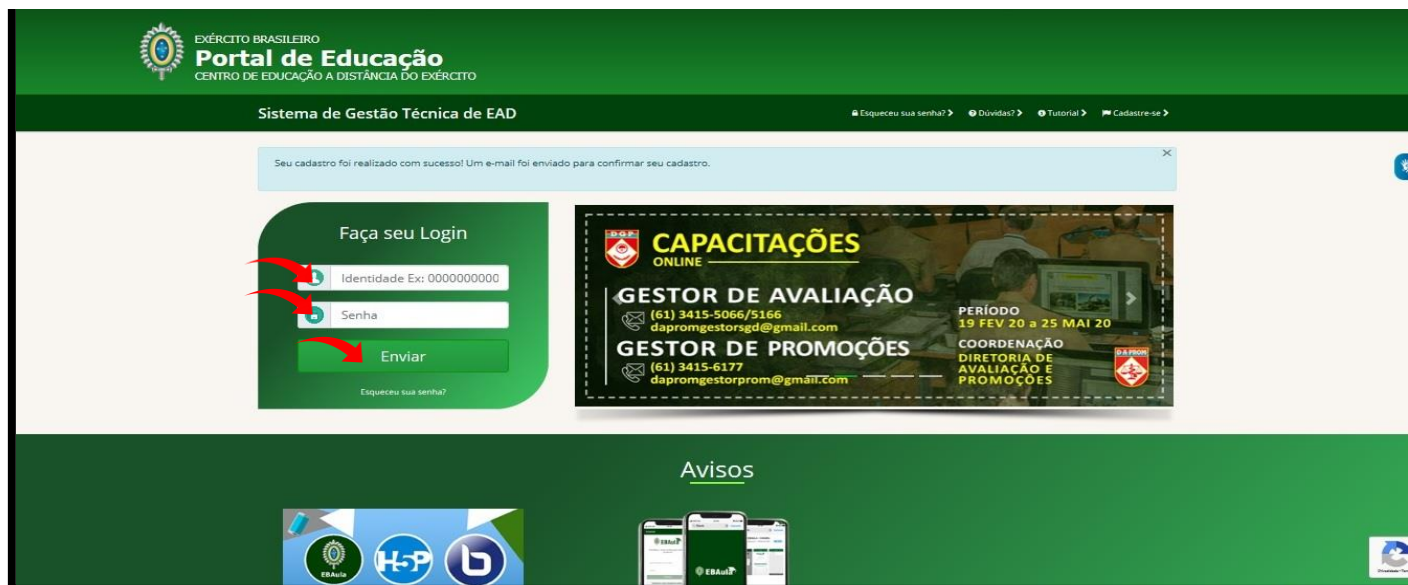 EXÉRCITO BRASILEIRO
Portal de Educação
CENTRO DE EDUCAÇÃO A DISTÂNCIA DO EXÉRCITO
Sistema de Gestão Técnica de EAD
Esqueceu sua senha?
Dúvidas?
Tutorial
Cadastre-se
Seu cadastro foi realizado com sucesso! Um e-mail foi enviado para confirmar seu cadastro.
×
Faça seu Login
Identidade Ex: 0000000000
Senha
Enviar
Esqueceu sua senha?
DGP
CAPACITAÇÕES
ONLINE
GESTOR DE AVALIAÇÃO
(61) 3415-5066/5166
dapromgestorsgd@gmail.com
GESTOR DE PROMOÇÕES
(61) 3415-6177
dapromgestorprom@gmail.com
PERÍODO
19 FEV 20 a 25 MAI 20
COORDENAÇÃO
DIRETORIA DE
AVALIAÇÃO E
PROMOÇÕES
D A PROM
Avisos
EBAula
H5P
b
EBAula
EBAula